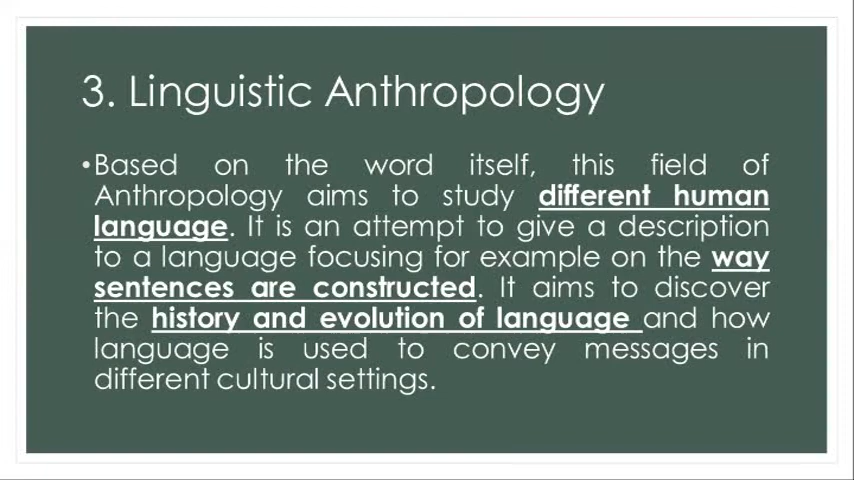 3. Linguistic Anthropology
•Based on the word itself, this field of
Anthropology aims to study different human
language. It is an attempt to give a description
to a language focusing for example on the way
sentences are constructed. It aims to discover
the history and evolution of language and how
language is used to convey messages in
different cultural settings.